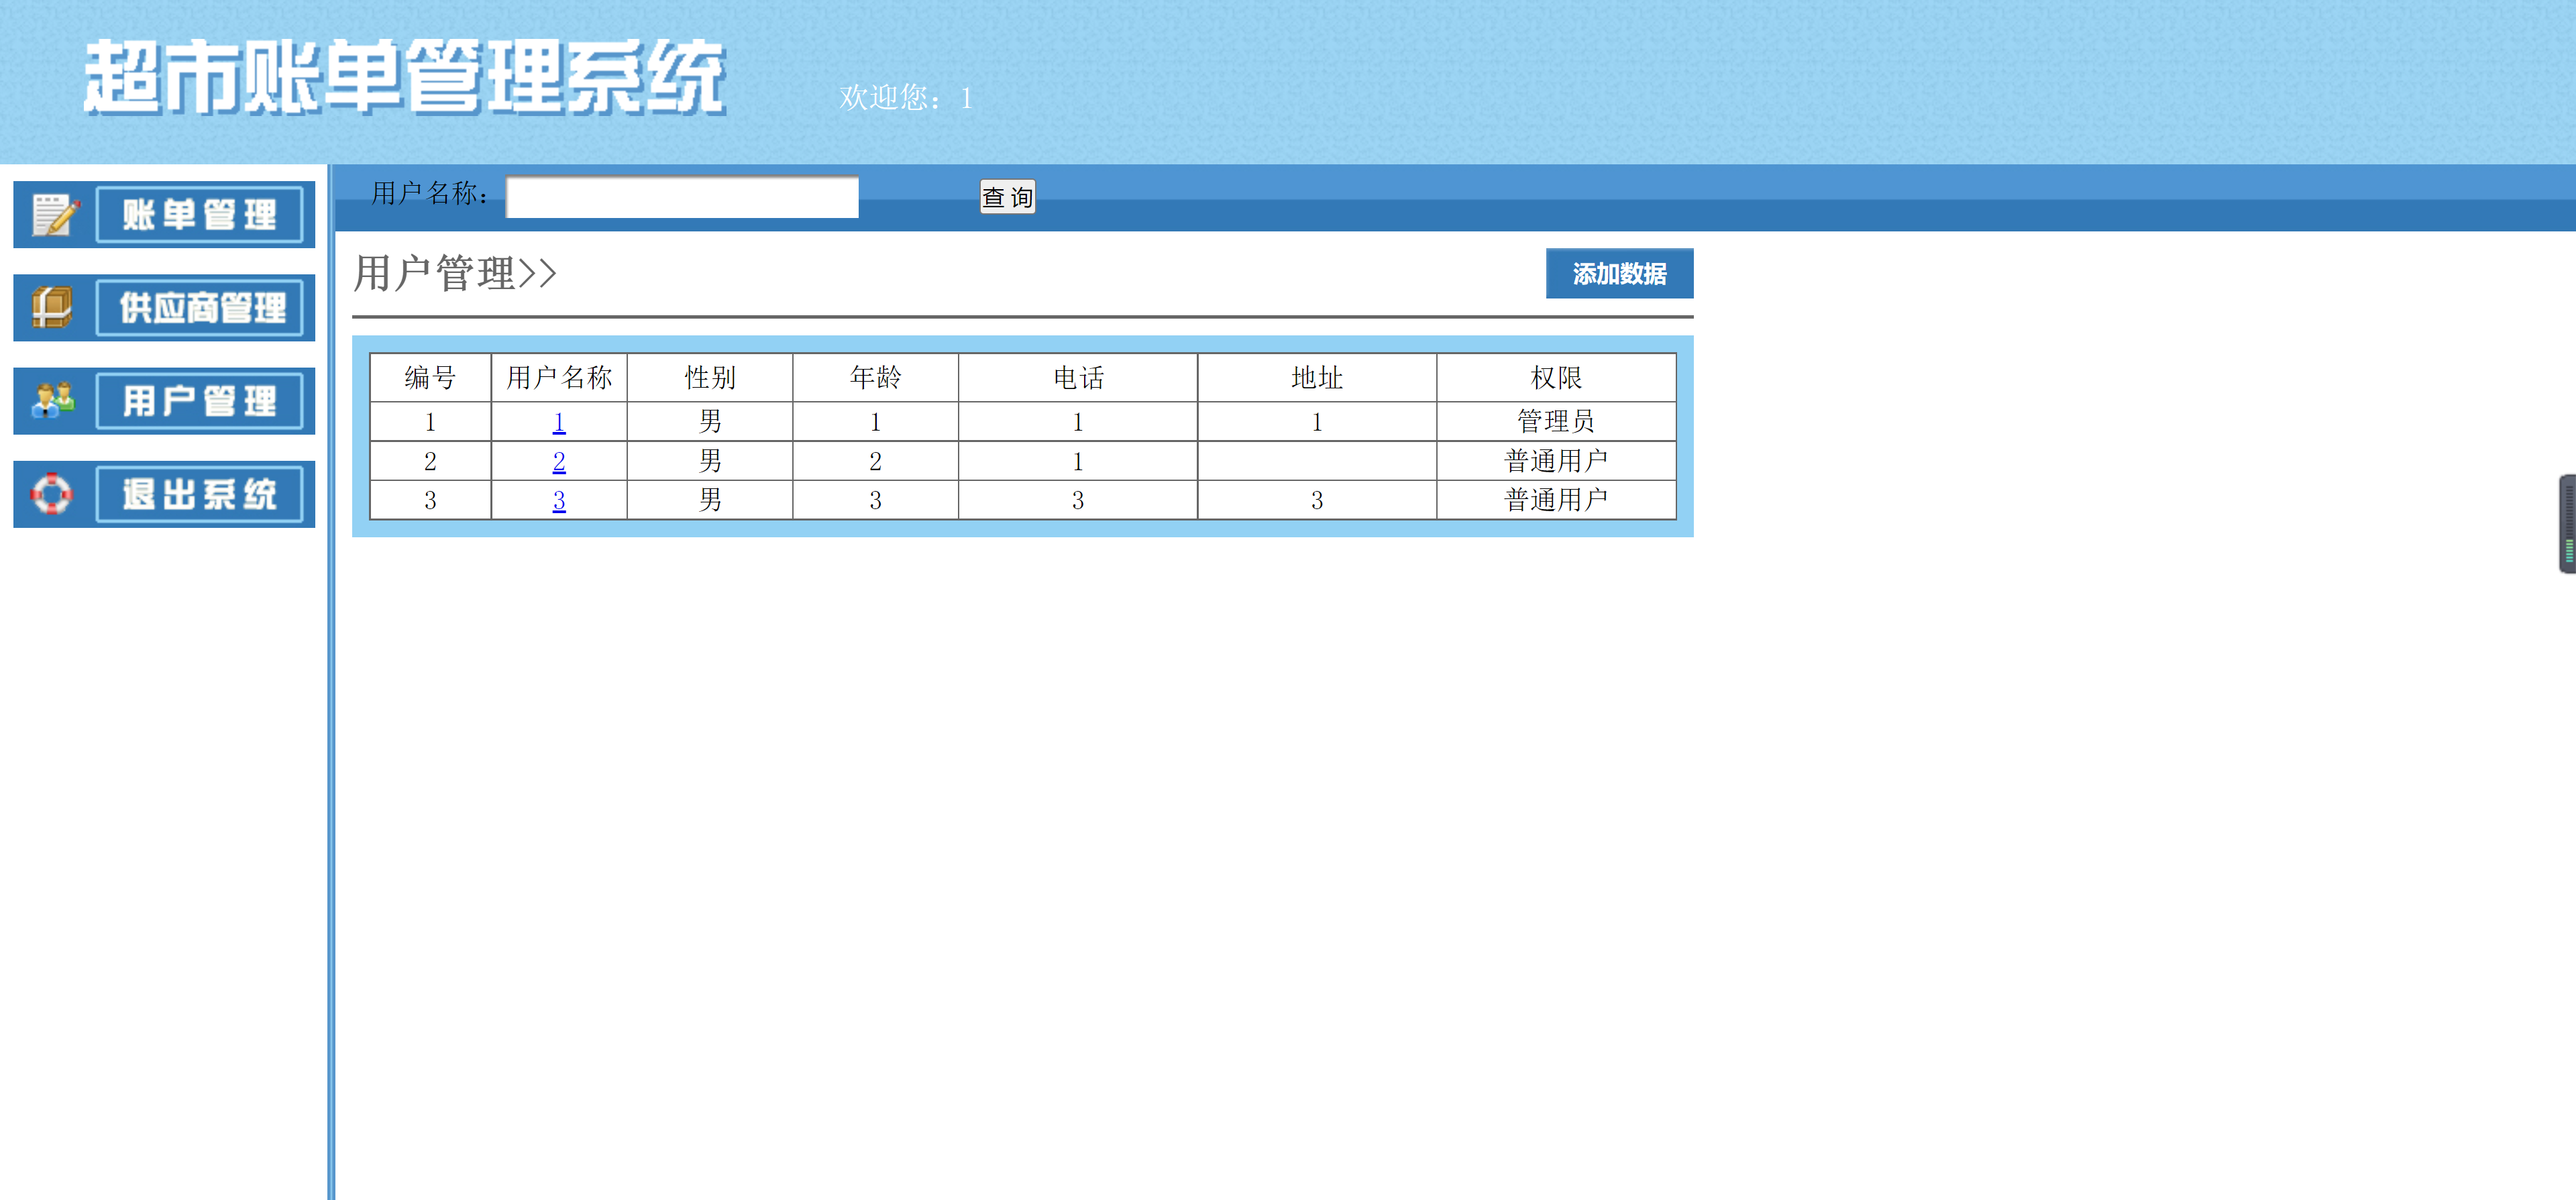 超市账单管理系统
欢迎您：1
账单管理
供应商管理
用户管理
退出系统
用户名称：
查 询
用户管理>>
添加数据
编号 用户名称 性别 年龄 电话 地址 权限
1 1 男 1 1 1 管理员
2 2 男 2 1 普通用户
3 3 男 3 3 3 普通用户